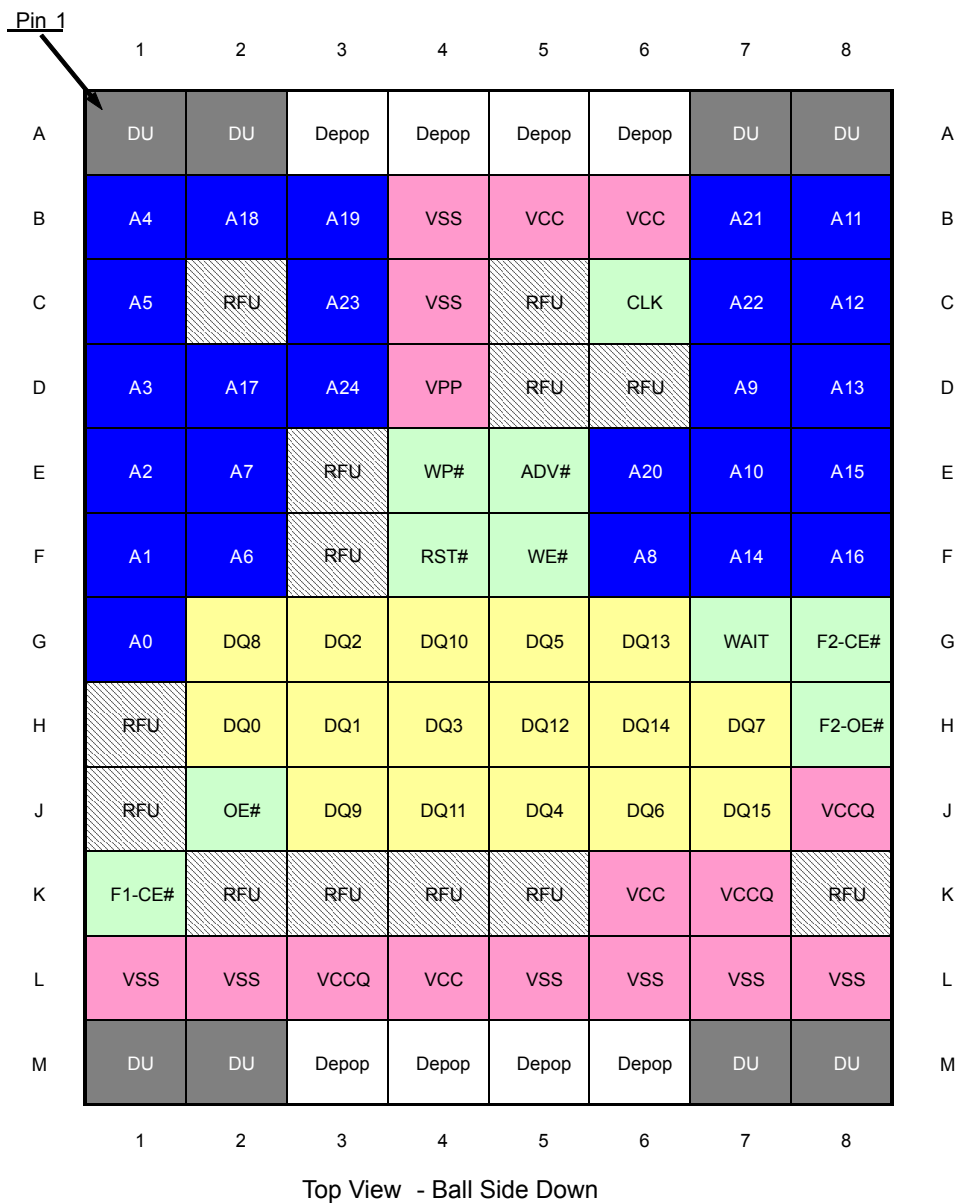 Pin 1
1 2 3 4 5 6 7 8
A DU DU Depop Depop Depop Depop DU DU A
B A4 A18 A19 VSS VCC VCC A21 A11 B
C A5 RFU A23 VSS RFU CLK A22 A12 C
D A3 A17 A24 VPP RFU RFU A9 A13 D
E A2 A7 RFU WP# ADV# A20 A10 A15 E
F A1 A6 RFU RST# WE# A8 A14 A16 F
G A0 DQ8 DQ2 DQ10 DQ5 DQ13 WAIT F2-CE# G
H RFU DQ0 DQ1 DQ3 DQ12 DQ14 DQ7 F2-OE# H
J RFU OE# DQ9 DQ11 DQ4 DQ6 DQ15 VCCQ J
K F1-CE# RFU RFU RFU RFU VCC VCCQ RFU K
L VSS VSS VCCQ VCC VSS VSS VSS VSS L
M DU DU Depop Depop Depop Depop DU DU M
1 2 3 4 5 6 7 8
Top View - Ball Side Down